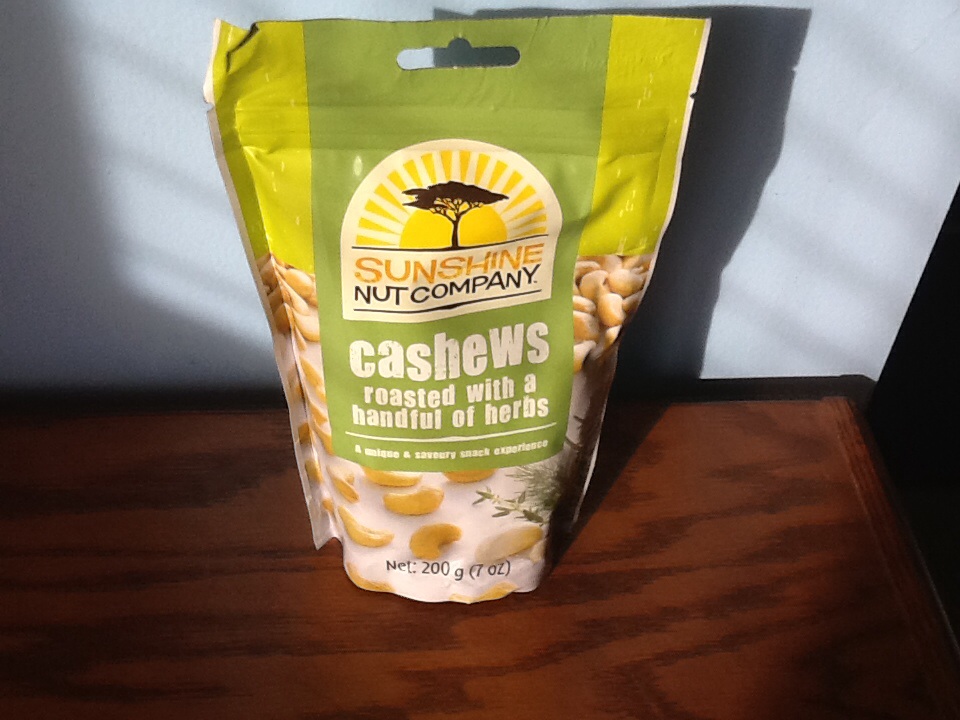 SUNSHINE
NUT COMPANY.
cashews
roasted with a
handful of herbs
a unique & savoury snack experience
Net: 200 g (7 oz)